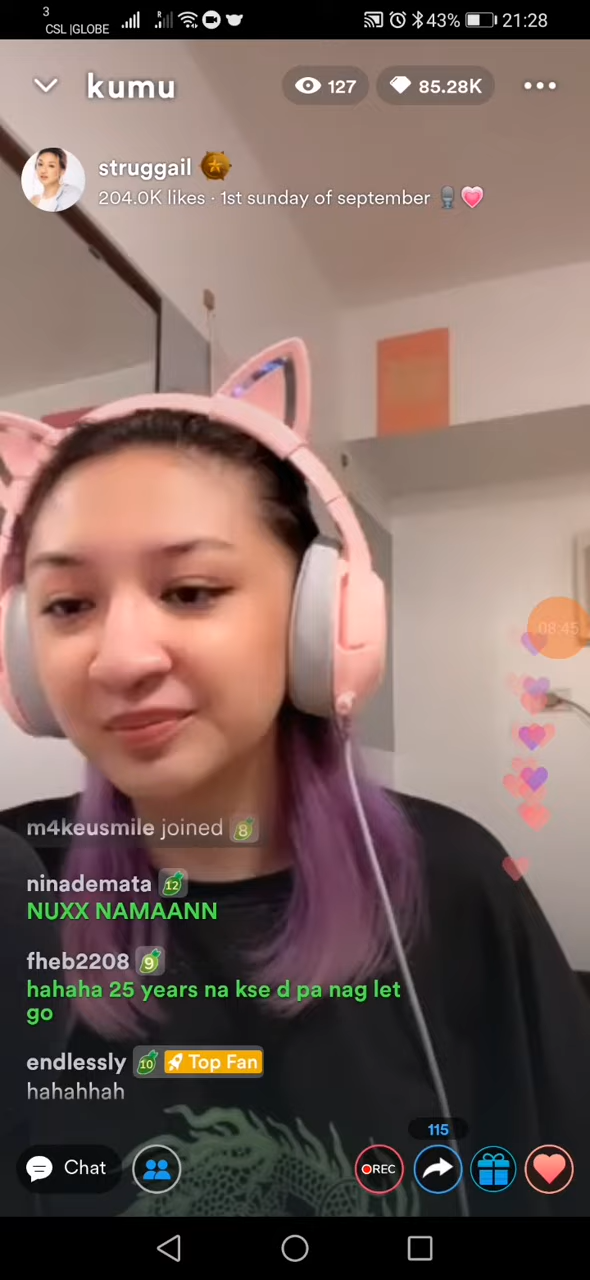 3
CSL |GLOBE
43%
21:28
kumu
127
85.28K
struggail
204.0K likes · 1st sunday of september
08:45
m4keusmile joined 8
ninademata 12
NUXX NAMAANN
fheb2208 9
hahaha 25 years na kse d pa nag let
go
endlessly 10 Top Fan
hahahhah
115
Chat
REC